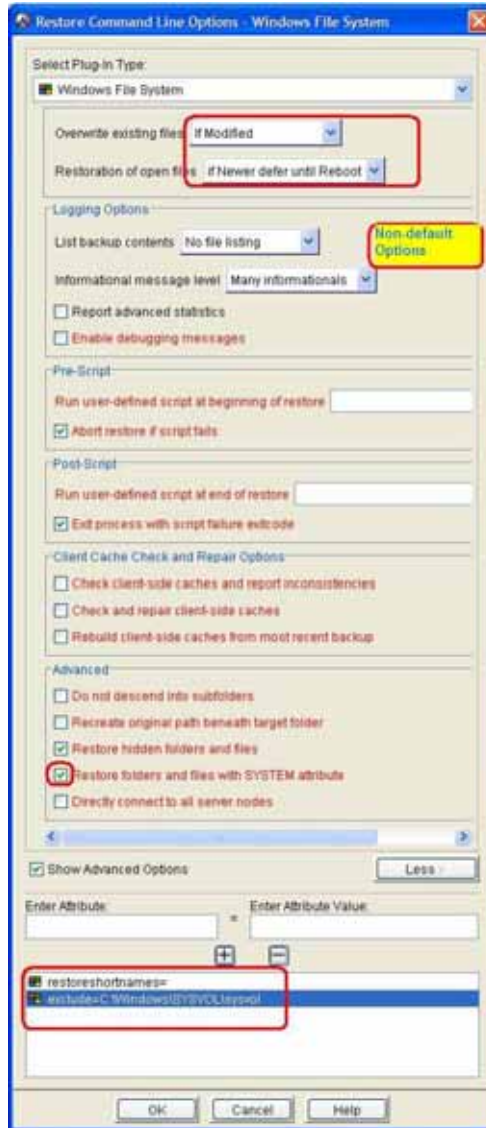 Restore Command Line Options - Windows File System
Select Plug-In Type:
Windows File System
Overwrite existing files If Modified
Restoration of open files If Newer defer until Reboot
Logging Options
List backup contents No file listing
Non-default
Options
Informational message level Many informationals
Report advanced statistics
Enable debugging messages
Pre-Script
Run user-defined script at beginning of restore
Abort restore if script fails
Post-Script
Run user-defined script at end of restore
Exit process with script failure exitcode
Client Cache Check and Repair Options
Check client-side caches and report inconsistencies
Check and repair client-side caches
Rebuild client-side caches from most recent backup
Advanced
Do not descend into subfolders
Recreate original path beneath target folder
Restore hidden folders and files
Restore folders and files with SYSTEM attribute
Directly connect to all server nodes
Show Advanced Options
Less
Enter Attribute: Enter Attribute Value:
=
restoreshortnames=
exclude=C:\Windows\SYSVOL\sysvol
OK Cancel Help